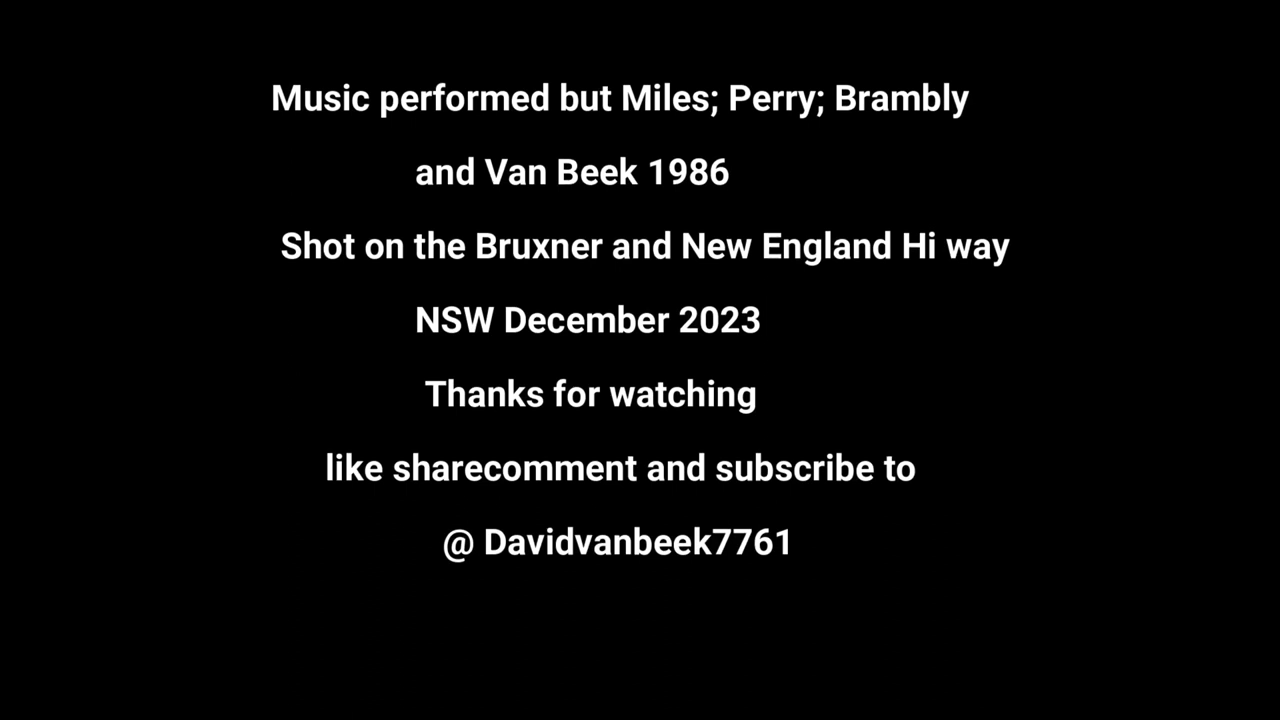 Music performed but Miles; Perry; Brambly
and Van Beek 1986
Shot on the Bruxner and New England Hi way
NSW December 2023
Thanks for watching
like sharecomment and subscribe to
@ Davidvanbeek7761